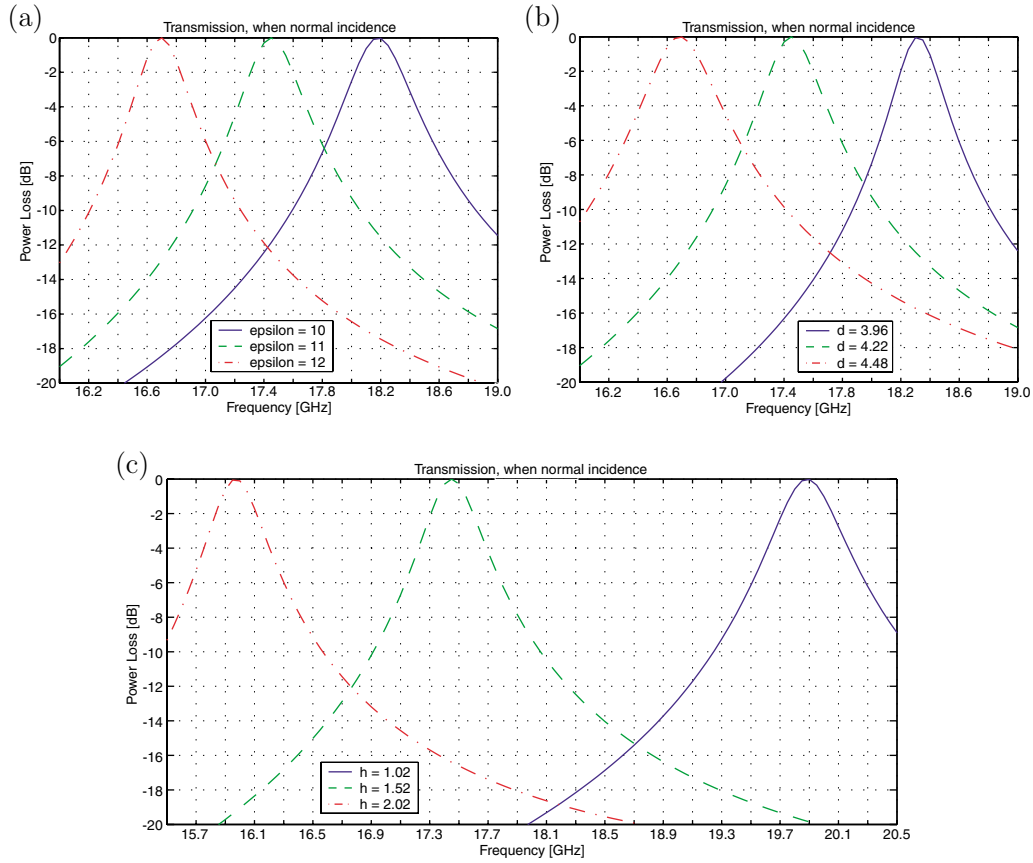 (a)
Transmission, when normal incidence
0
-2
-4
-6
-8
-10
-12
-14
-16
-18
-20
Power Loss [dB]
epsilon = 10
epsilon = 11
epsilon = 12
16.2 16.6 17.0 17.4 17.8 18.2 18.6 19.0
Frequency [GHz]
(b)
Transmission, when normal incidence
0
-2
-4
-6
-8
-10
-12
-14
-16
-18
-20
Power Loss [dB]
d = 3.96
d = 4.22
d = 4.48
16.2 16.6 17.0 17.4 17.8 18.2 18.6 19.0
Frequency [GHz]
(c)
Transmission, when normal incidence
0
-2
-4
-6
-8
-10
-12
-14
-16
-18
-20
Power Loss [dB]
h = 1.02
h = 1.52
h = 2.02
15.7 16.1 16.5 16.9 17.3 17.7 18.1 18.5 18.9 19.3 19.7 20.1 20.5
Frequency [GHz]